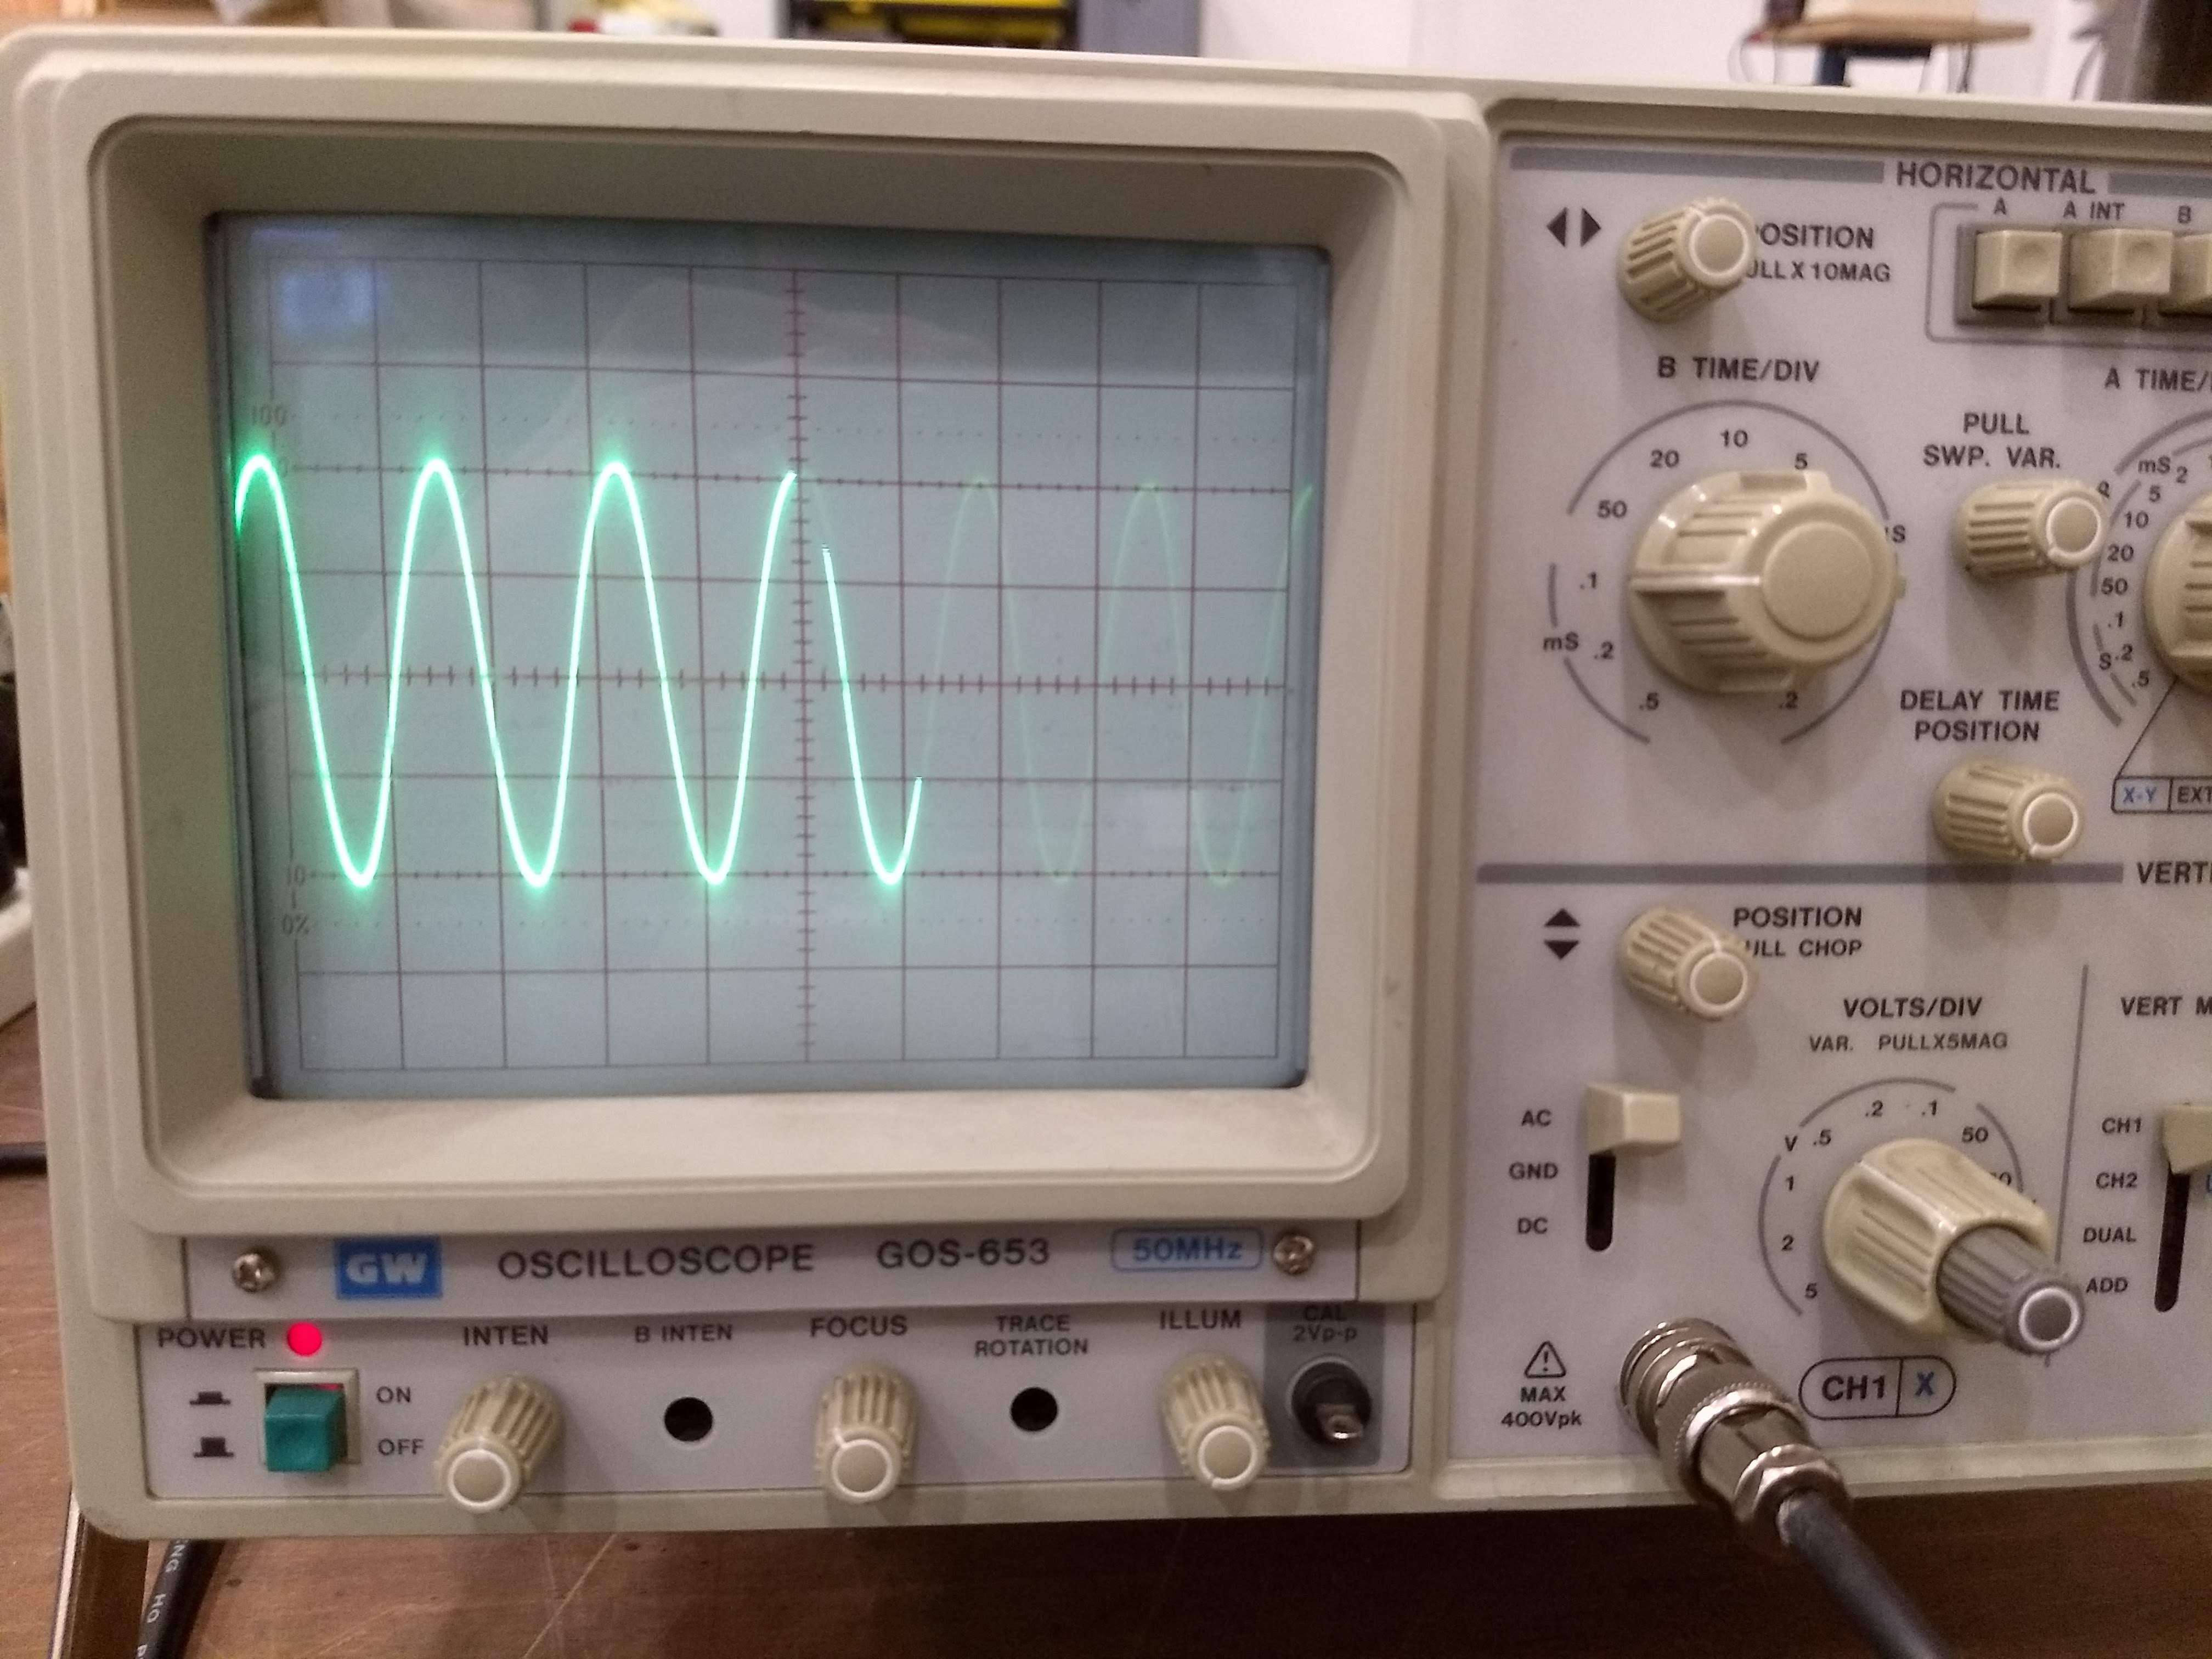 HORIZONTAL
A A INT B
POSITION
PULL X 10MAG
B TIME/DIV
A TIME/
PULL
SWP. VAR.
20 10 5
50
.1
mS .2
.5 .2
mS 2
5
10
20
50
.1
S .2
.5
DELAY TIME
POSITION
X-Y EXT
100
10
0%
VERT
POSITION
PULL CHOP
VOLTS/DIV
VERT M
VAR. PULLX5MAG
AC
GND
DC
.2 .1
V .5 50
1
2
5
CH1
CH2
DUAL
ADD
GW OSCILLOSCOPE GOS-653 50MHz
POWER INTEN B INTEN FOCUS TRACE
ROTATION
ILLUM CAL
2Vp-p
ON
OFF
MAX
400Vpk
CH1 X